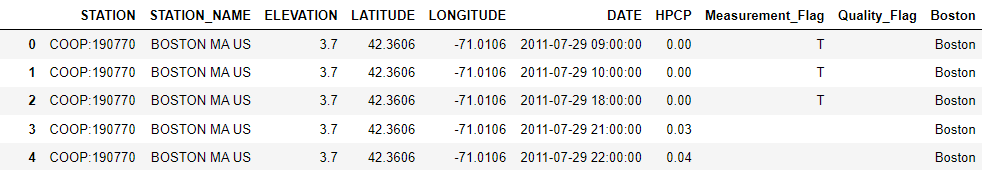 STATION STATION_NAME ELEVATION LATITUDE LONGITUDE DATE HPCP Measurement_Flag Quality_Flag Boston
0 COOP:190770 BOSTON MA US 3.7 42.3606 -71.0106 2011-07-29 09:00:00 0.00 T Boston
1 COOP:190770 BOSTON MA US 3.7 42.3606 -71.0106 2011-07-29 10:00:00 0.00 T Boston
2 COOP:190770 BOSTON MA US 3.7 42.3606 -71.0106 2011-07-29 18:00:00 0.00 T Boston
3 COOP:190770 BOSTON MA US 3.7 42.3606 -71.0106 2011-07-29 21:00:00 0.03 Boston
4 COOP:190770 BOSTON MA US 3.7 42.3606 -71.0106 2011-07-29 22:00:00 0.04 Boston